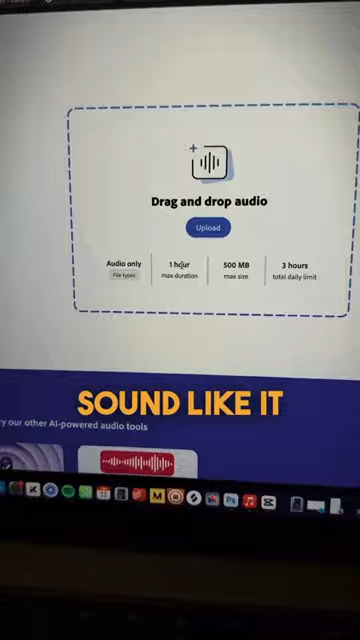 Drag and drop audio
Upload
Audio only
File types
1 hour
max duration
500 MB
max size
3 hours
total daily limit
SOUND LIKE IT
ry our other AI-powered audio tools